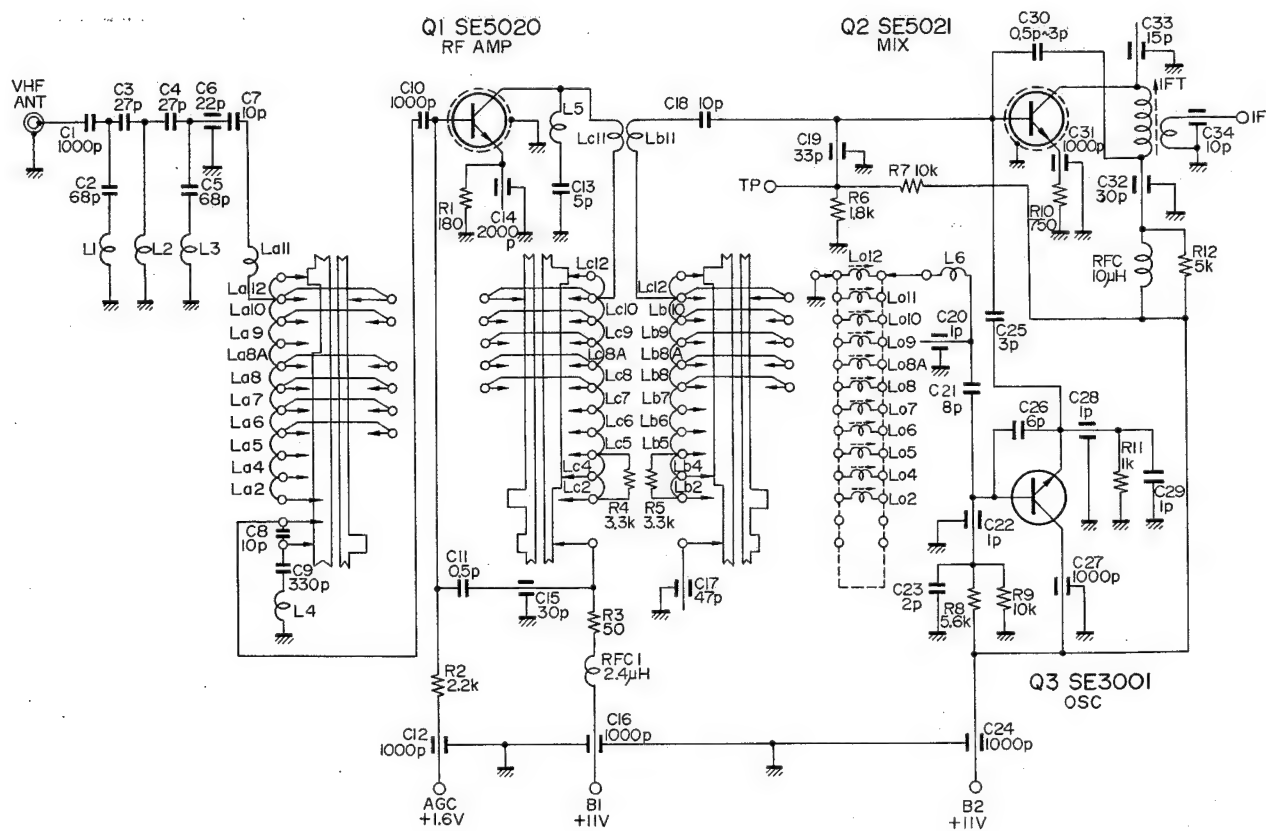 Q1 SE5020
RF AMP
Q2 SE5021
MIX
C30
0.5p~3p
C33
15p
VHF
ANT
C1
1000p
C3
27p
C4
27p
C6
22p
C7
10p
C2
68p
C5
68p
L1
L2
L3
La11
C10
1000p
L5
C13
5p
R1
180
C14
2000
p
Lc11
Lb11
C18 10p
C19
33p
TP
R7 10k
R6
1.8k
C31
1000p
R10
750
IFT
IF
C34
10p
C32
30p
RFC
10μH
R12
5k
La12
La10
La9
La8A
La8
La7
La6
La5
La4
La2
C8
10p
C9
330p
L4
Lc12
Lc10
Lc9
Lc8A
Lc8
Lc7
Lc6
Lc5
Lc4
Lc2
R4
3.3k
Lc12
Lb10
Lb9
Lb8A
Lb8
Lb7
Lb6
Lb5
Lb4
Lb2
R5
3.3k
Lo12
Lo11
Lo10
Lo9
Lo8A
Lo8
Lo7
Lo6
Lo5
Lo4
Lo2
L6
C20
1p
C21
8p
C25
3p
C26
6p
C28
1p
R11
1k
C29
1p
C22
1p
C23
2p
R8
5.6k
R9
10k
C27
1000p
C11
0.5p
C15
30p
R3
50
C17
47p
RFC1
2.4μH
R2
2.2k
Q3 SE3001
OSC
C12
1000p
C16
1000p
C24
1000p
AGC
+1.6V
B1
+11V
B2
+11V